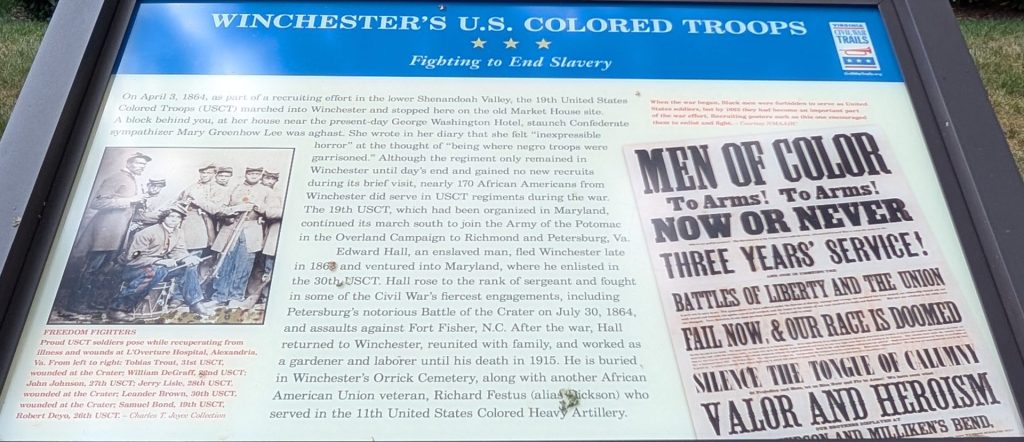 WINCHESTER'S U.S. COLORED TROOPS
Fighting to End Slavery
VIRGINIA
CIVIL WAR
TRAILS
CivilWarTrails.org
On April 3, 1864, as part of a recruiting effort in the lower Shenandoah Valley, the 19th United States
Colored Troops (USCT) marched into Winchester and stopped here on the old Market House site.
A block behind you, at her house near the present-day George Washington Hotel, staunch Confederate
sympathizer Mary Greenhow Lee was aghast. She wrote in her diary that she felt "inexpressible
horror" at the thought of "being where negro troops were
garrisoned." Although the regiment only remained in
Winchester until day's end and gained no new recruits
during its brief visit, nearly 170 African Americans from
Winchester did serve in USCT regiments during the war.
The 19th USCT, which had been organized in Maryland,
continued its march south to join the Army of the Potomac
in the Overland Campaign to Richmond and Petersburg, Va.
Edward Hall, an enslaved man, fled Winchester late
in 1863 and ventured into Maryland, where he enlisted in
the 30th USCT. Hall rose to the rank of sergeant and fought
in some of the Civil War's fiercest engagements, including
Petersburg's notorious Battle of the Crater on July 30, 1864,
and assaults against Fort Fisher, N.C. After the war, Hall
returned to Winchester, reunited with family, and worked as
a gardener and laborer until his death in 1915. He is buried
in Winchester's Orrick Cemetery, along with another African
American Union veteran, Richard Festus (alias Dickson) who
served in the 11th United States Colored Heavy Artillery.
FREEDOM FIGHTERS
Proud USCT soldiers pose while recuperating from
illness and wounds at L'Overture Hospital, Alexandria,
Va. From left to right: Tobias Trout, 31st USCT,
wounded at the Crater; William DeGraff, 22nd USCT;
John Johnson, 27th USCT; Jerry Lisle, 28th USCT,
wounded at the Crater; Leander Brown, 30th USCT,
wounded at the Crater; Samuel Bond, 19th USCT,
Robert Deyo, 26th USCT. – Charles T. Joyce Collection
When the war began, Black men were forbidden to serve as United
States soldiers, but by 1863 they had become an important part
of the war effort. Recruiting posters such as this one encouraged
them to enlist and fight. – Courtesy NMAAHC
MEN OF COLOR
To Arms! To Arms!
NOW OR NEVER
THREE YEARS' SERVICE!
BATTLES OF LIBERTY AND THE UNION
FAIL NOW, & OUR RACE IS DOOMED
SILENCE THE TONGUE OF CALUMNY
VALOR AND HEROISM
OUR BROTHERS DISPLAYED AT
AND MILLIKEN'S BEND,